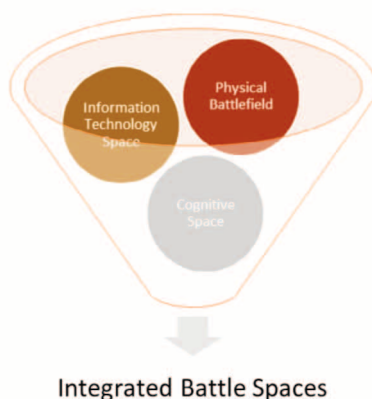 Physical
Battlefield
Information
Technology
Space
Cognitive
Space
Integrated Battle Spaces